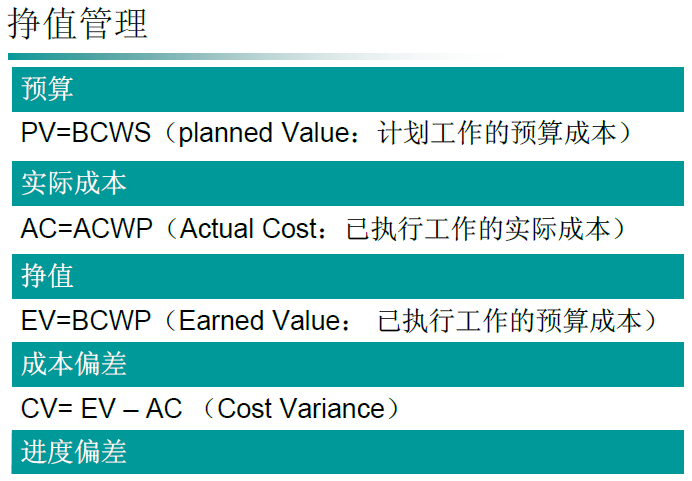 挣值管理
预算
PV=BCWS（planned Value：计划工作的预算成本）
实际成本
AC=ACWP（Actual Cost：已执行工作的实际成本）
挣值
EV=BCWP（Earned Value： 已执行工作的预算成本）
成本偏差
CV= EV – AC （Cost Variance）
进度偏差